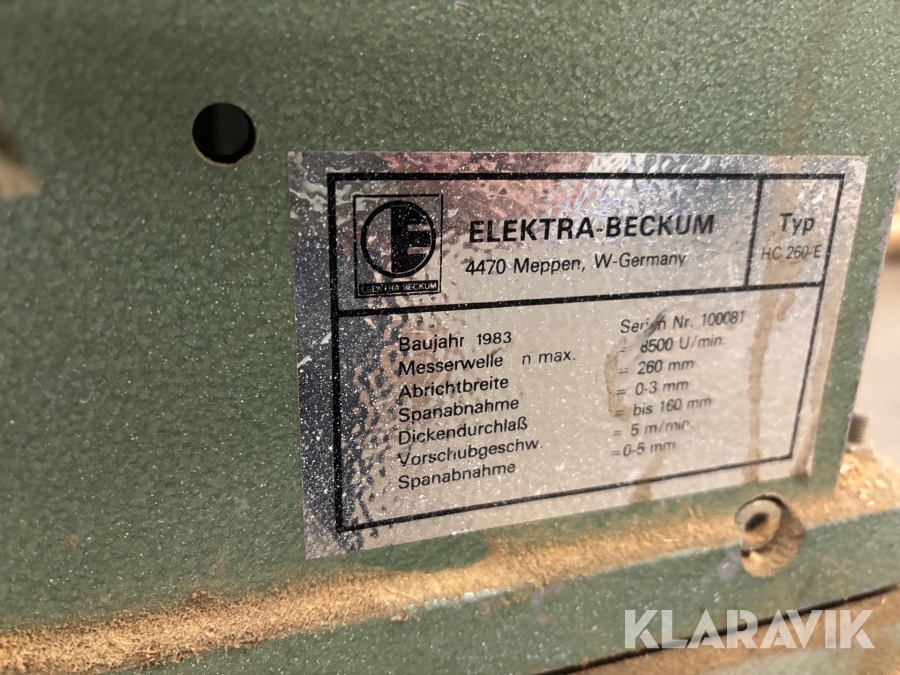 ELEKTRA-BECKUM
4470 Meppen, W-Germany
Typ
HC 260-E
ELEKTRA BECKUM
Baujahr 1983 Serien Nr. 100081
Messerwelle n max. = 8500 U/min.
Abrichtbreite = 260 mm
Spanabnahme = 0-3 mm
Dickendurchlaß = bis 160 mm
Vorschubgeschw. = 5 m/min
Spanabnahme =0-5 mm
KLARAVIK